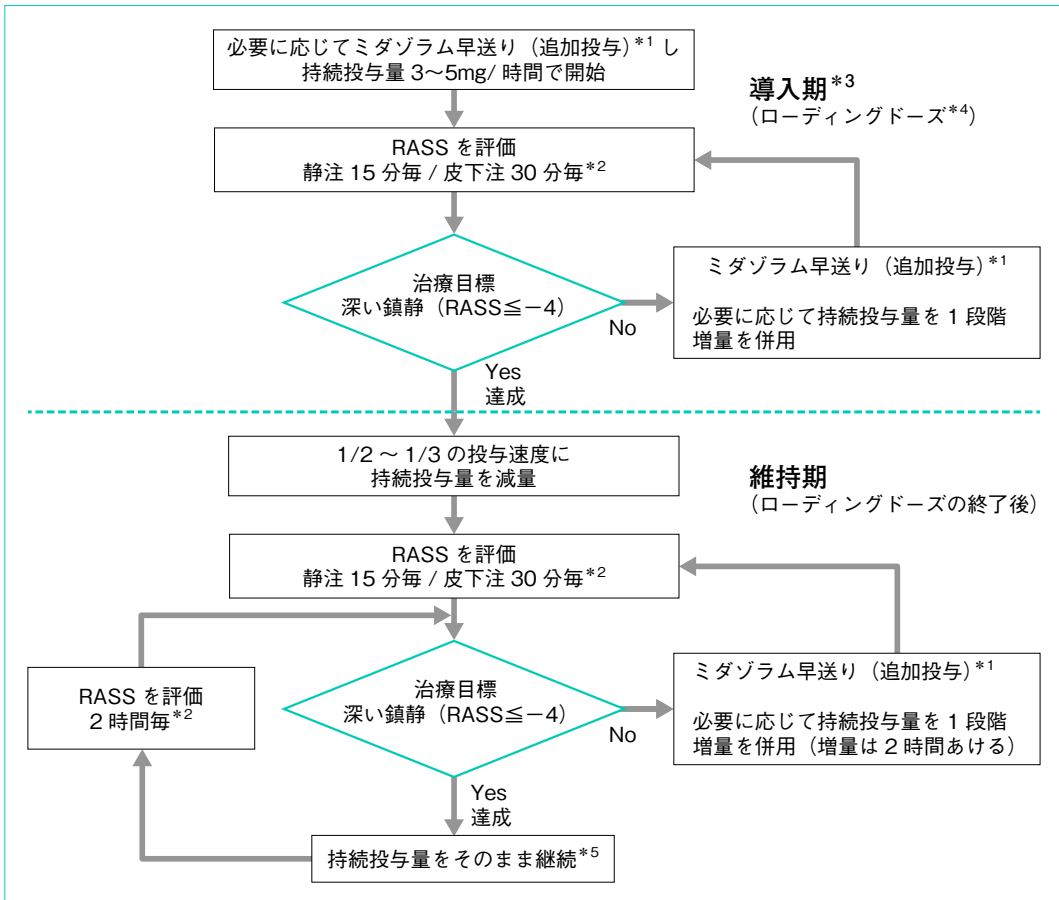 必要に応じてミダゾラム早送り（追加投与）*1 し
持続投与量 3〜5mg/ 時間で開始
導入期*3
（ローディングドーズ*4）
RASS を評価
静注 15 分毎 / 皮下注 30 分毎*2
治療目標
深い鎮静（RASS≦−4）
No
ミダゾラム早送り（追加投与）*1
必要に応じて持続投与量を 1 段階
増量を併用
Yes
達成
1/2 〜 1/3 の投与速度に
持続投与量を減量
維持期
（ローディングドーズの終了後）
RASS を評価
静注 15 分毎 / 皮下注 30 分毎*2
RASS を評価
2 時間毎*2
治療目標
深い鎮静（RASS≦−4）
No
ミダゾラム早送り（追加投与）*1
必要に応じて持続投与量を 1 段階
増量を併用（増量は 2 時間あける）
Yes
達成
持続投与量をそのまま継続*5